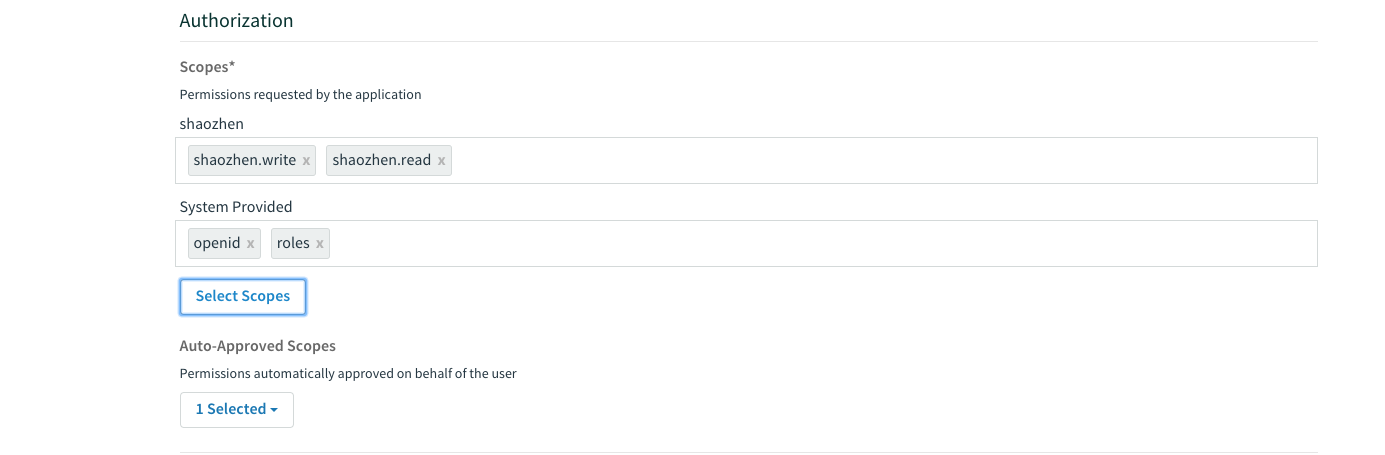 Authorization
Scopes*
Permissions requested by the application
shaozhen
shaozhen.write x shaozhen.read x
System Provided
openid x roles x
Select Scopes
Auto-Approved Scopes
Permissions automatically approved on behalf of the user
1 Selected